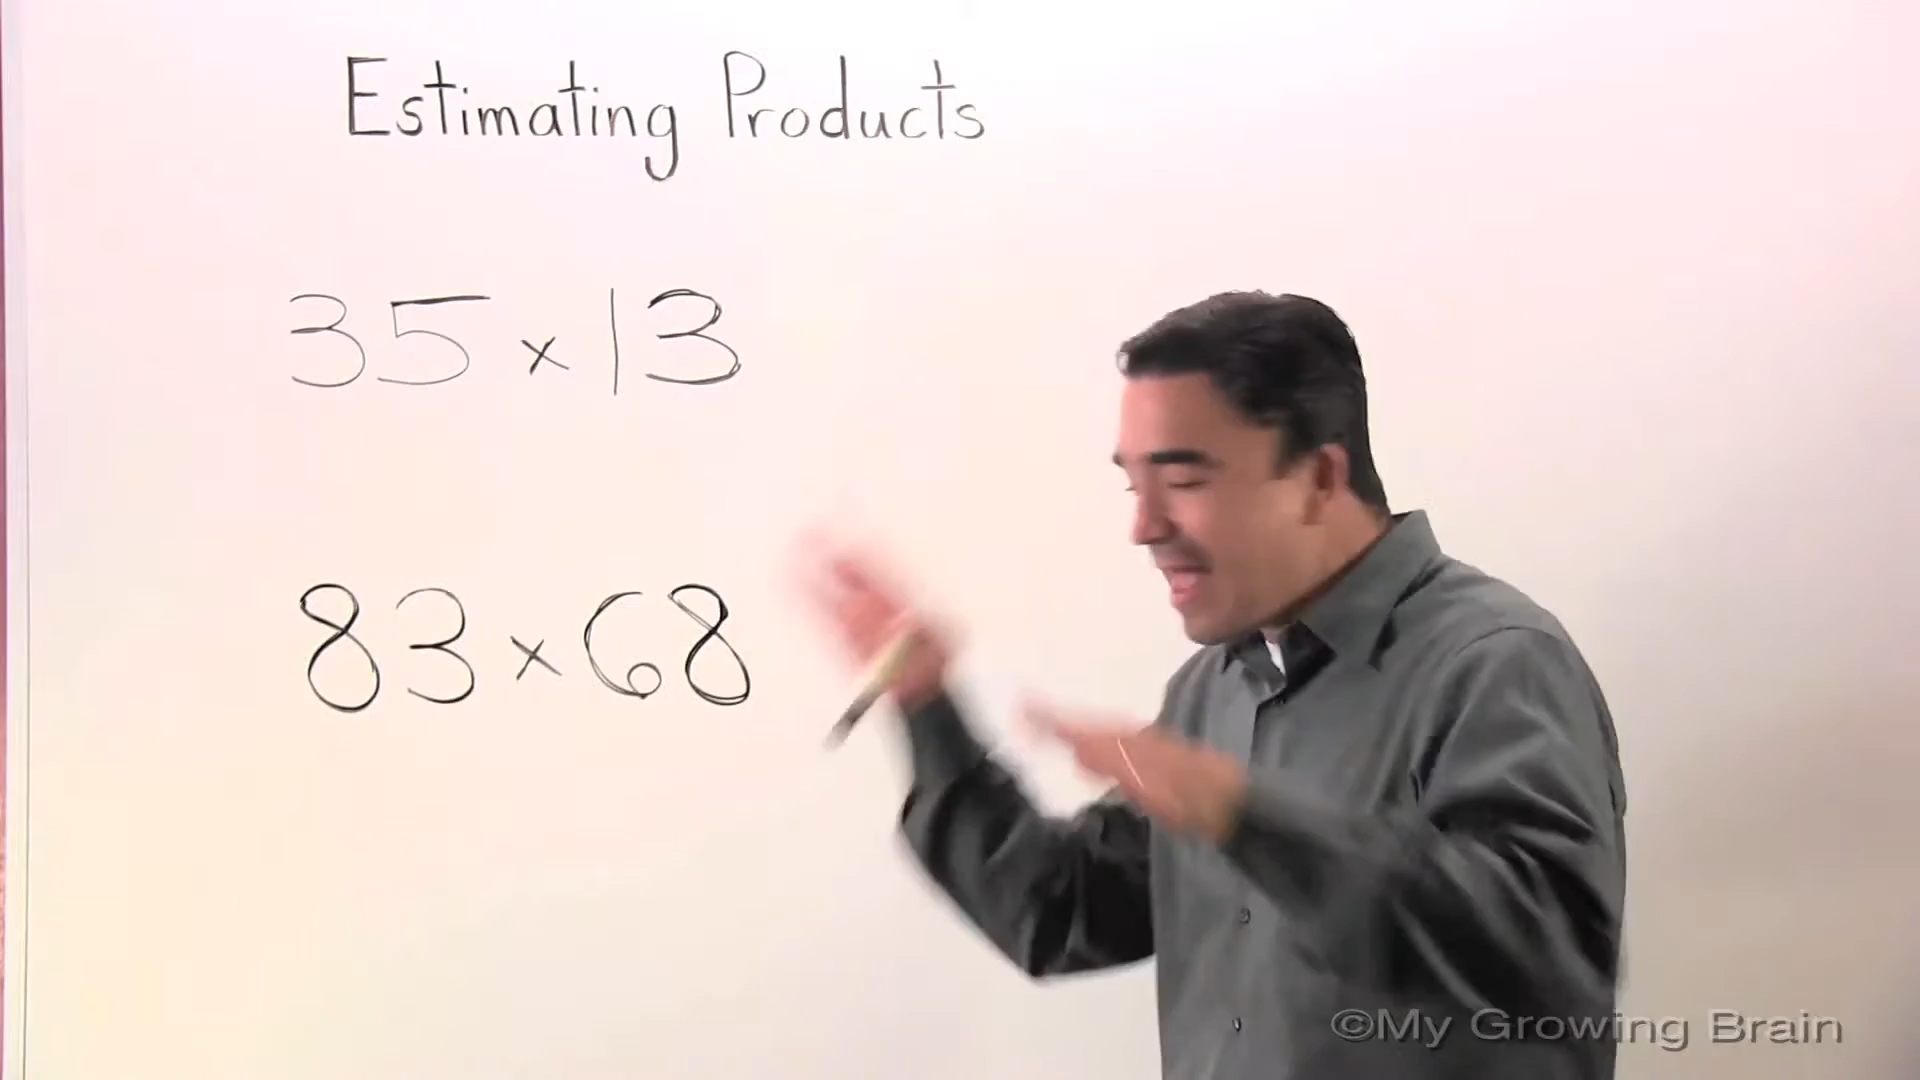 Estimating Products
35 × 13
83 × 68
©My Growing Brain